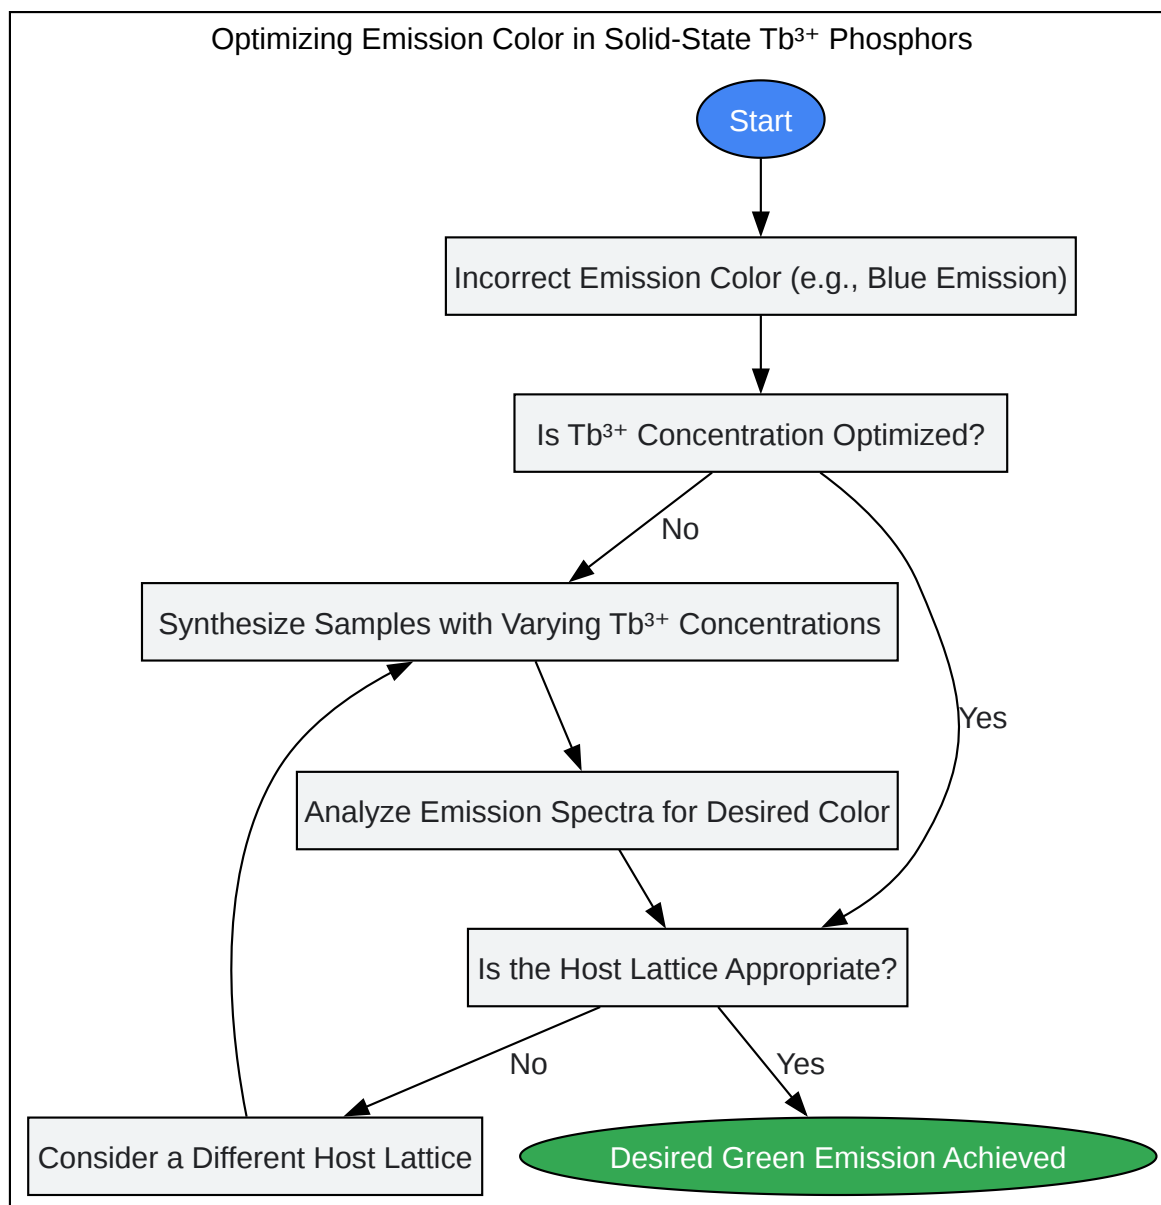 Optimizing Emission Color in Solid-State Tb³⁺ Phosphors
Start
Incorrect Emission Color (e.g., Blue Emission)
Is Tb³⁺ Concentration Optimized?
No
Synthesize Samples with Varying Tb³⁺ Concentrations
Yes
Analyze Emission Spectra for Desired Color
Is the Host Lattice Appropriate?
No
Yes
Consider a Different Host Lattice
Desired Green Emission Achieved